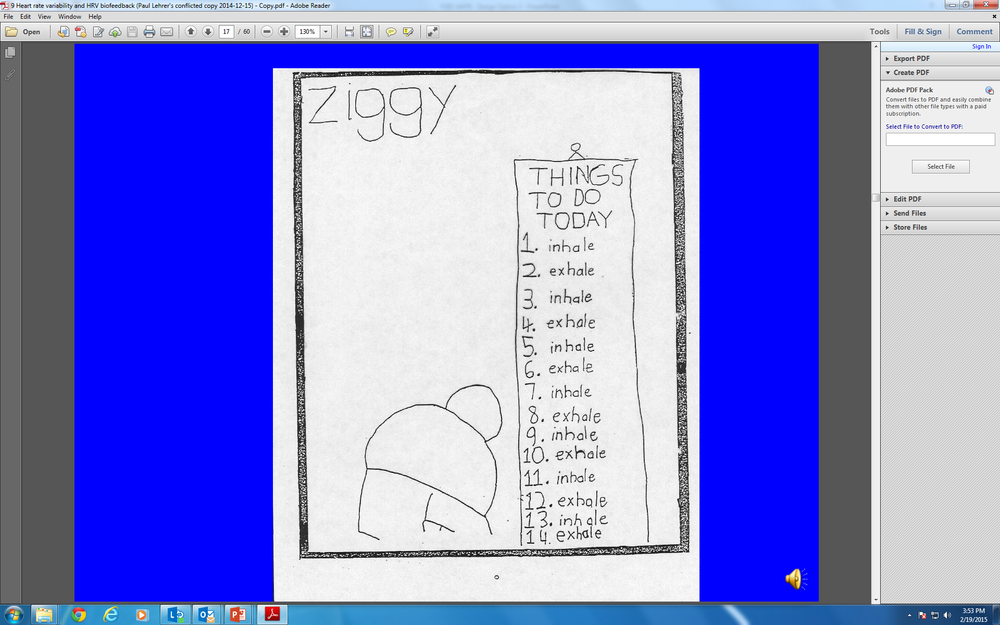 9 Heart rate variability and HRV biofeedback (Paul Lehrer's conflicted copy 2014-12-15) - Copy.pdf - Adobe Reader
File Edit View Window Help
Open 17 / 60 130% Tools Fill & Sign Comment
Sign In
Export PDF
Create PDF
Adobe PDF Pack
Convert files to PDF and easily combine
them with other file types with a paid
subscription.
Select File to Convert to PDF:
Select File
Edit PDF
Send Files
Store Files
Ziggy
THINGS
TO DO
TODAY
1. inhale
2. exhale
3. inhale
4. exhale
5. inhale
6. exhale
7. inhale
8. exhale
9. inhale
10. exhale
11. inhale
12. exhale
13. inhale
14. exhale
3:53 PM
2/19/2015